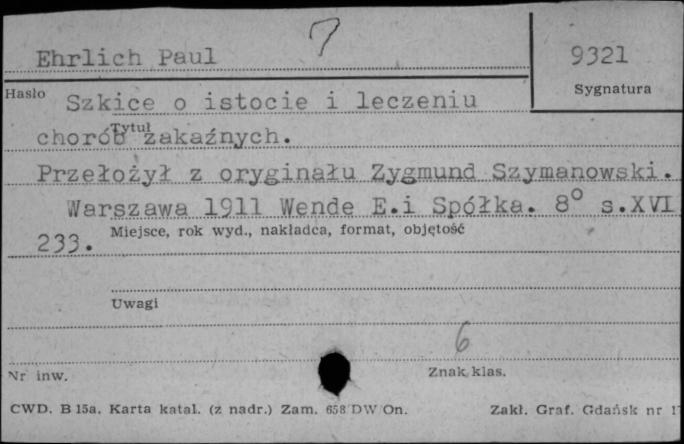 7
Ehrlich Paul
9321
Hasło
Sygnatura
Szkice o istocie i leczeniu
Tytuł
chorób zakaźnych.
Przełożył z oryginału Zygmund Szymanowski.
Warszawa 1911 Wende E.i Spółka. 8° s.XVI
233.
Miejsce, rok wyd., nakładca, format, objętość
Uwagi
6
Nr inw.
Znak klas.
CWD. B 15a. Karta katal. (z nadr.) Zam. 658 DW On.
Zakł. Graf. Gdańsk nr